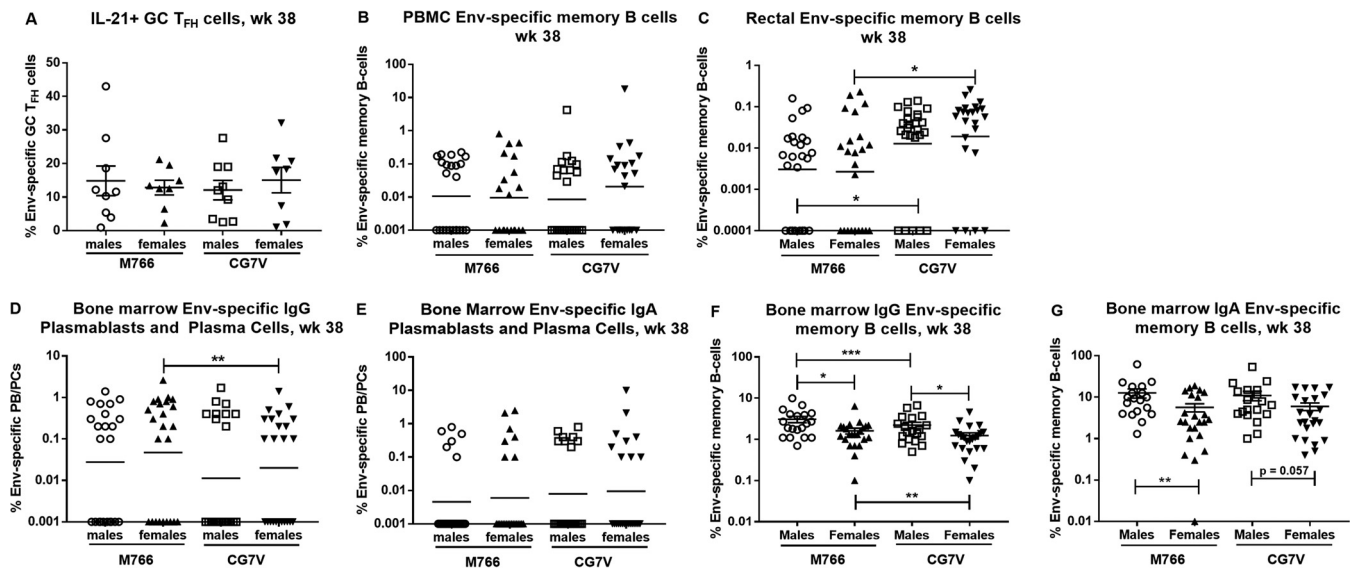 A
IL-21+ GC TFH cells, wk 38
% Env-specific GC TFH cells
50
40
30
20
10
0
males females males females
M766 CG7V
B
PBMC Env-specific memory B cells
wk 38
% Env-specific memory B-cells
100
10
1
0.1
0.01
0.001
males females males females
M766 CG7V
C
Rectal Env-specific memory B cells
wk 38
% Env-specific memory B-cells
1
0.1
0.01
0.001
0.0001
*
*
Males Females Males Females
M766 CG7V
D
Bone marrow Env-specific IgG
Plasmablasts and Plasma Cells, wk 38
% Env-specific PB/PCs
10
1
0.1
0.01
0.001
**
males females males females
M766 CG7V
E
Bone Marrow Env-specific IgA
Plasmablasts and Plasma Cells, wk 38
% Env-specific PB/PCs
100
10
1
0.1
0.01
0.001
males females males females
M766 CG7V
F
Bone marrow IgG Env-specific
memory B cells, wk 38
% Env-specific memory B-cells
100
10
1
0.1
0.01
***
*
*
**
Males Females Males Females
M766 CG7V
G
Bone marrow IgA Env-specific
memory B cells, wk 38
% Env-specific memory B-cells
100
10
1
0.1
0.01
**
p = 0.057
Males Females Males Females
M766 CG7V